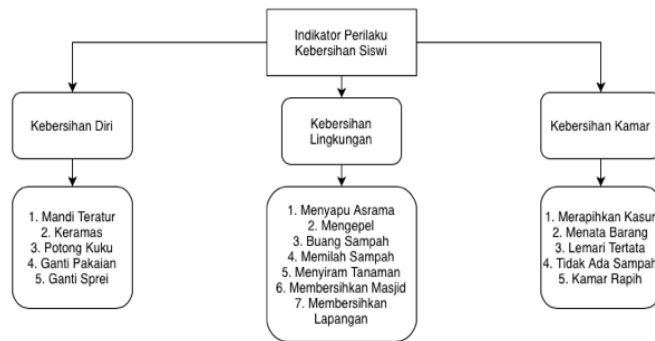 Indikator Perilaku
Kebersihan Siswi
Kebersihan Diri
1. Mandi Teratur
2. Keramas
3. Potong Kuku
4. Ganti Pakaian
5. Ganti Sprei
Kebersihan
Lingkungan
1. Menyapu Asrama
2. Mengepel
3. Buang Sampah
4. Memilah Sampah
5. Menyiram Tanaman
6. Membersihkan Masjid
7. Membersihkan
Lapangan
Kebersihan Kamar
1. Merapihkan Kasur
2. Menata Barang
3. Lemari Tertata
4. Tidak Ada Sampah
5. Kamar Rapih